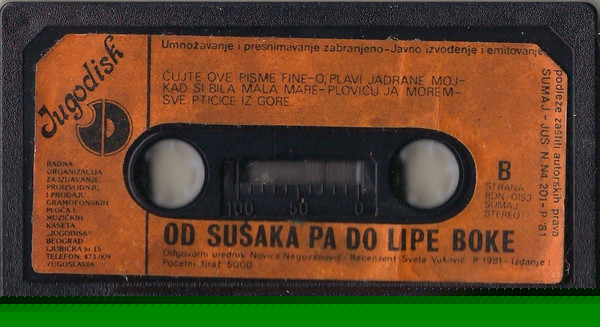 Jugodisk
Umnožavanje i presnimavanje zabranjeno-Javno izvođenje i emitovanje
podleže zaštiti autorskih prava
SUMAJ - JUS N.N4. 201 - P 81
ČUJTE OVE PISME FINE-O, PLAVI JADRANE MOJ-
KAD SI BILA MALA MARE-PLOVIĆU JA MOREM-
SVE PTICICE IZ GORE
RADNA
ORGANIZACIJA
ZA IZDAVANJE,
PROIZVODNJU
I PRODAJU
GRAMOFONSKIH
PLOČA I
MUZIČKIH
KASETA
"JUGODISK"
BEOGRAD
LJUBIČKA br.15
TELEFON: 473-009
YUGOSLAVIA
B
STRANA
BDN-0153
SUMAJ
STEREO
100 50 0
OD SUŠAKA PA DO LIPE BOKE
Odgovorni urednik Novica Negovanović- Recenzent Sveta Vuković P 1981-Izdanje I
Početni tiraž 5000